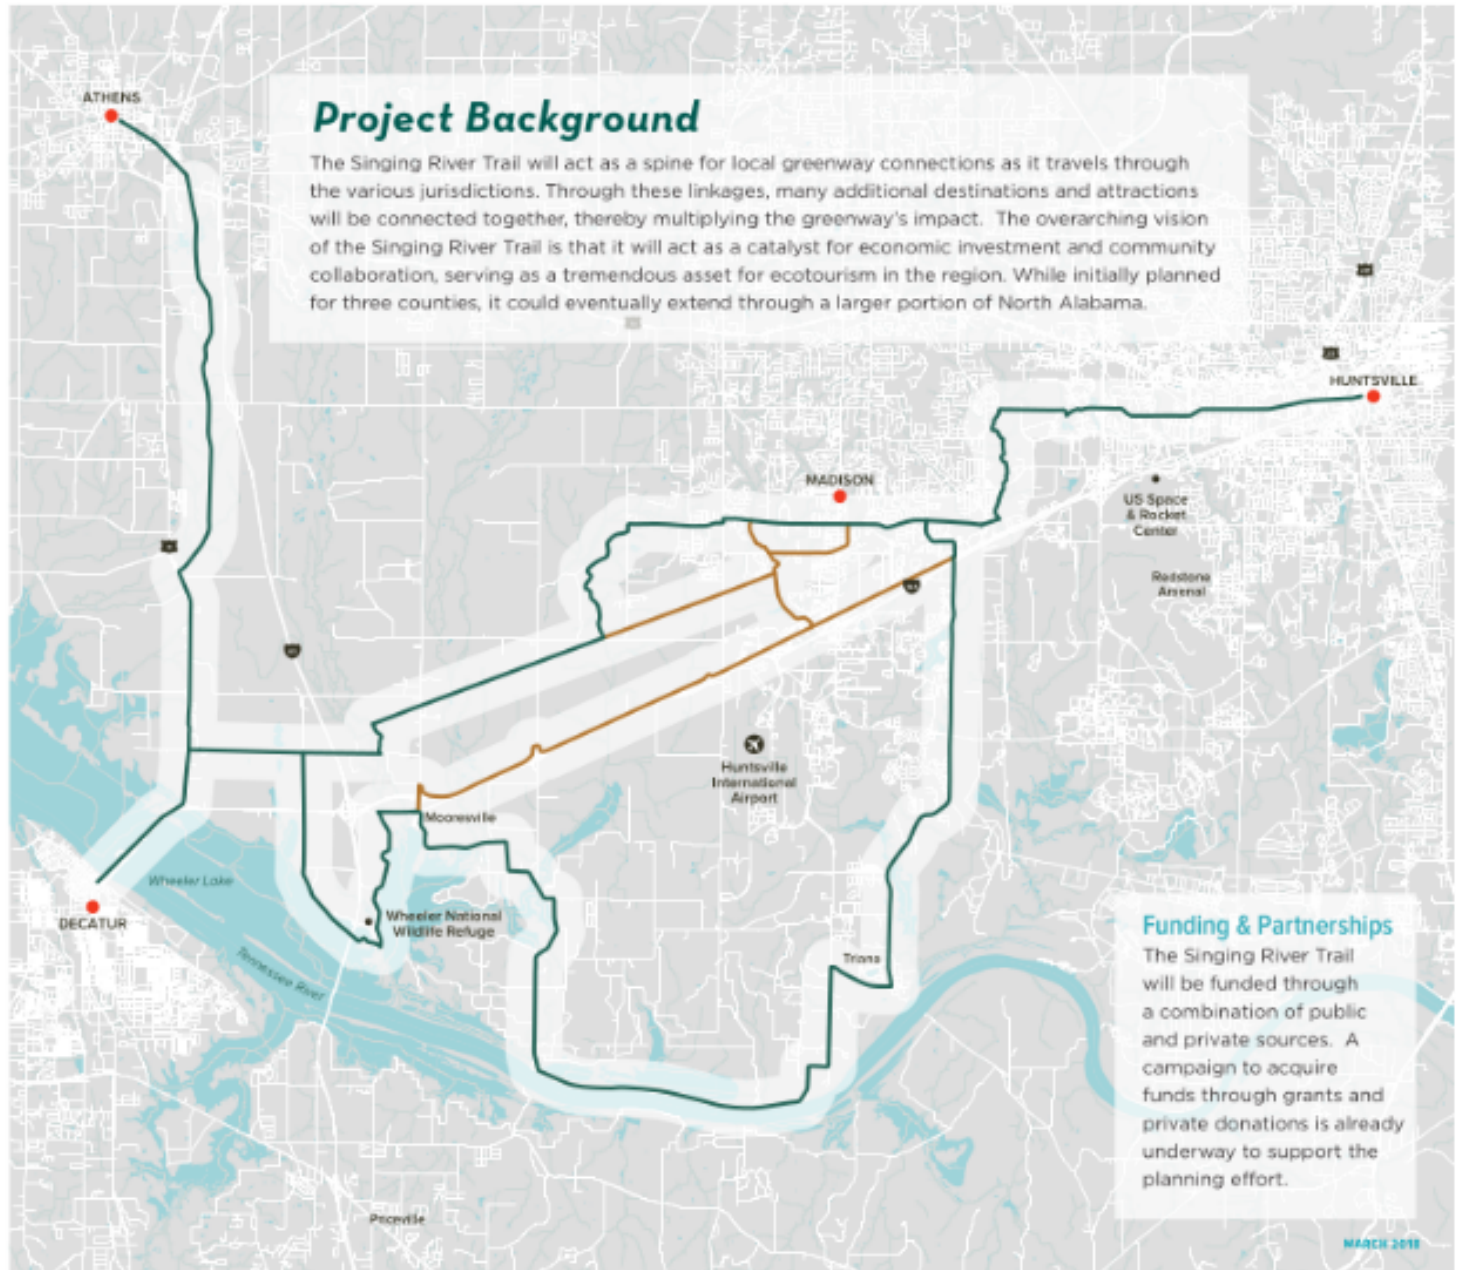 ATHENS
Project Background
The Singing River Trail will act as a spine for local greenway connections as it travels through
the various jurisdictions. Through these linkages, many additional destinations and attractions
will be connected together, thereby multiplying the greenway's impact. The overarching vision
of the Singing River Trail is that it will act as a catalyst for economic investment and community
collaboration, serving as a tremendous asset for ecotourism in the region. While initially planned
for three counties, it could eventually extend through a larger portion of North Alabama.
HUNTSVILLE
MADISON
US Space
& Rocket
Center
Redstone
Arsenal
Huntsville
International
Airport
Mooresville
Wheeler Lake
DECATUR
Wheeler National
Wildlife Refuge
Tennessee River
Triana
Funding & Partnerships
The Singing River Trail
will be funded through
a combination of public
and private sources. A
campaign to acquire
funds through grants and
private donations is already
underway to support the
planning effort.
Priceville
MARCH 2018